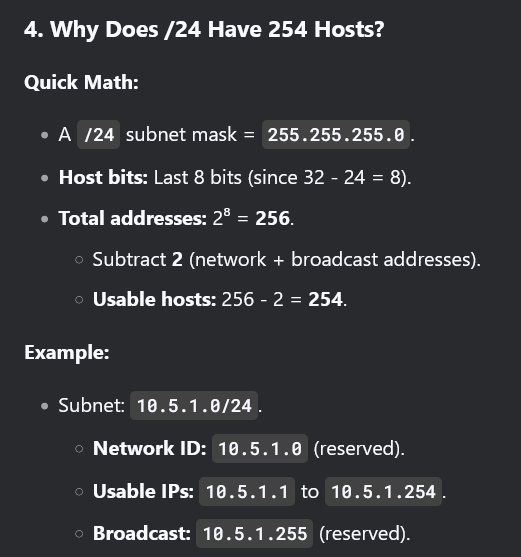 4. Why Does /24 Have 254 Hosts?
Quick Math:
• A /24 subnet mask = 255.255.255.0.
• Host bits: Last 8 bits (since 32 - 24 = 8).
• Total addresses: 2⁸ = 256.
○ Subtract 2 (network + broadcast addresses).
○ Usable hosts: 256 - 2 = 254.
Example:
• Subnet: 10.5.1.0/24.
○ Network ID: 10.5.1.0 (reserved).
○ Usable IPs: 10.5.1.1 to 10.5.1.254.
○ Broadcast: 10.5.1.255 (reserved).